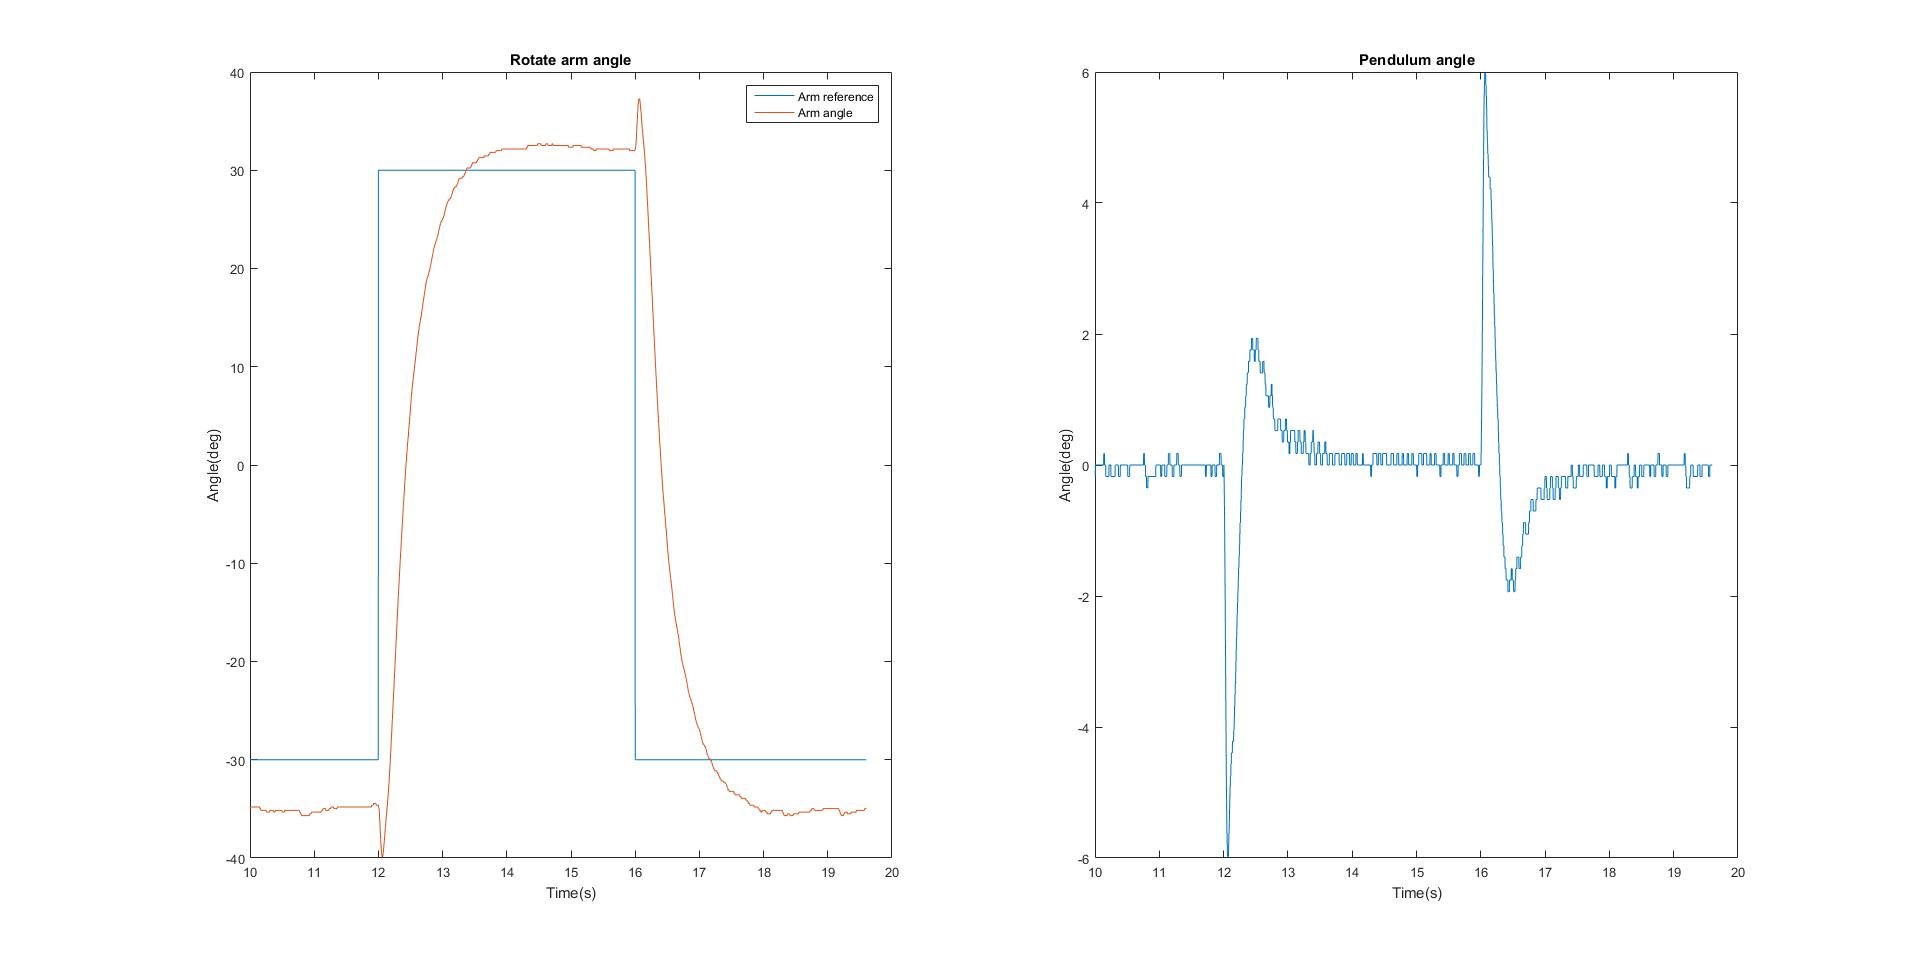 Rotate arm angle
40
30
20
10
0
-10
-20
-30
-40
Angle(deg)
10 11 12 13 14 15 16 17 18 19 20
Time(s)
Arm reference
Arm angle
Pendulum angle
6
4
2
0
-2
-4
-6
Angle(deg)
10 11 12 13 14 15 16 17 18 19 20
Time(s)